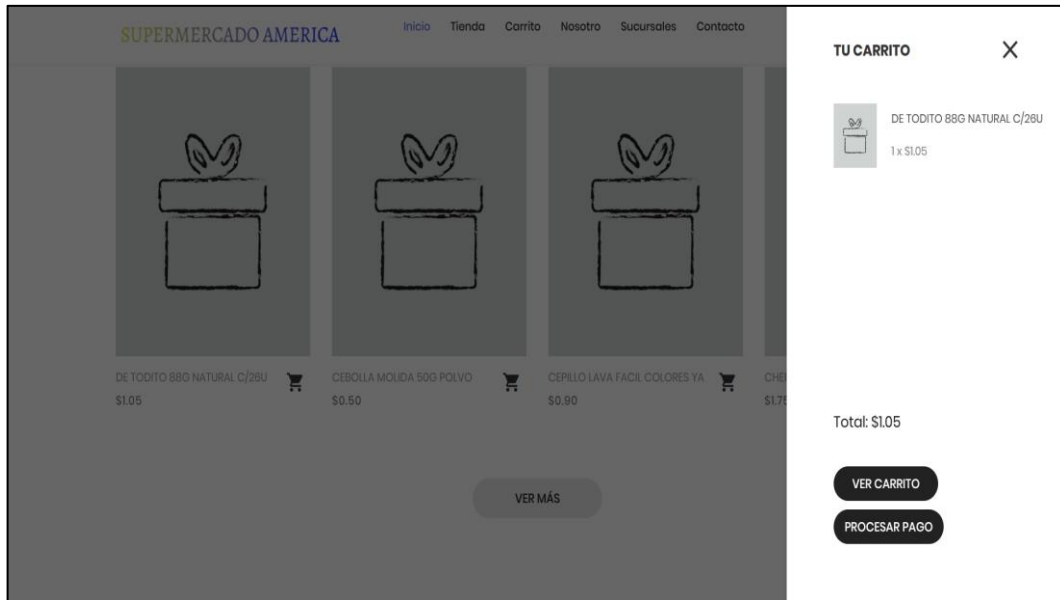 SUPERMERCADO AMERICA
Inicio Tienda Carrito Nosotro Sucursales Contacto
DE TODITO 88G NATURAL C/26U
$1.05
CEBOLLA MOLIDA 50G POLVO
$0.50
CEPILLO LAVA FACIL COLORES YA
$0.90
$1.75
VER MÁS
TU CARRITO
DE TODITO 88G NATURAL C/26U
1 x $1.05
Total: $1.05
VER CARRITO
PROCESAR PAGO